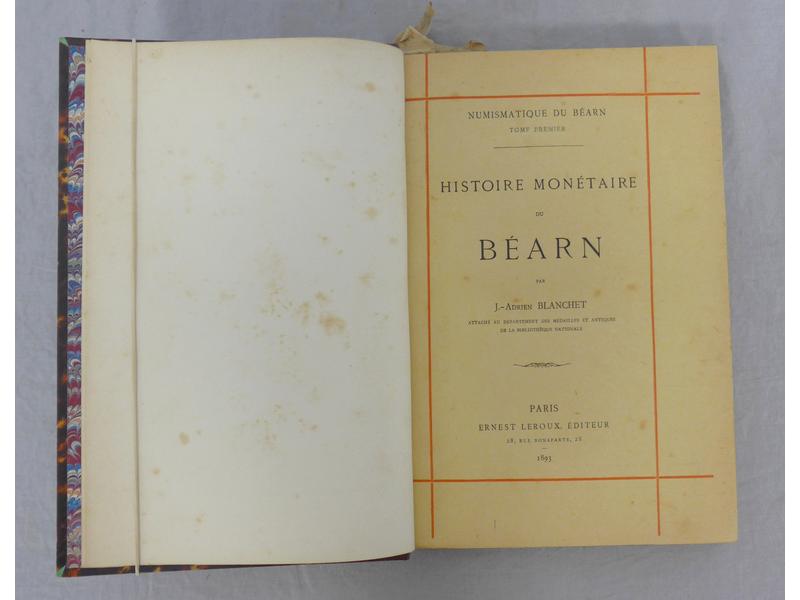 NUMISMATIQUE DU BÉARN
TOME PREMIER
HISTOIRE MONÉTAIRE
DU
BÉARN
PAR
J.-ADRIEN BLANCHET
ATTACHÉ AU DÉPARTEMENT DES MÉDAILLES ET ANTIQUES
DE LA BIBLIOTHÈQUE NATIONALE
PARIS
ERNEST LEROUX, ÉDITEUR
28, RUE BONAPARTE, 28
1893